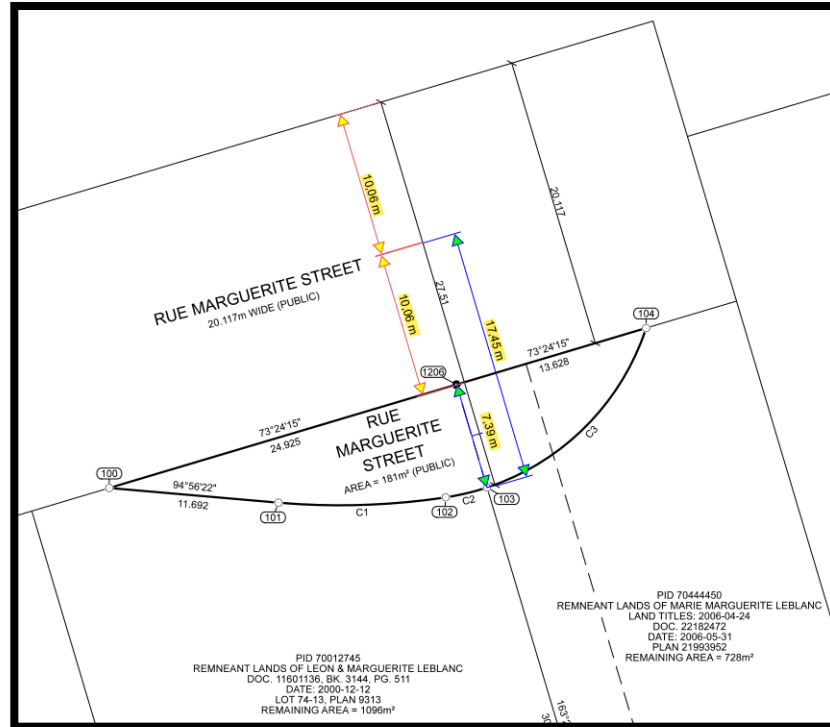 10,06 m
20.117
RUE MARGUERITE STREET
20.117m WIDE (PUBLIC)
27.51
10,06 m
17,45 m
104
73°24'15"
13.628
1206
73°24'15"
24.925
RUE
MARGUERITE
STREET
AREA = 181m² (PUBLIC)
7,39 m
C3
100
94°56'22"
11.692
101
C1
102
C2
103
PID 70444450
REMNEANT LANDS OF MARIE MARGUERITE LEBLANC
LAND TITLES: 2006-04-24
DOC. 22182472
DATE: 2006-05-31
PLAN 21993952
REMAINING AREA = 728m²
PID 70012745
REMNEANT LANDS OF LEON & MARGUERITE LEBLANC
DOC. 11601136, BK. 3144, PG. 511
DATE: 2000-12-12
LOT 74-13, PLAN 9313
REMAINING AREA = 1096m²